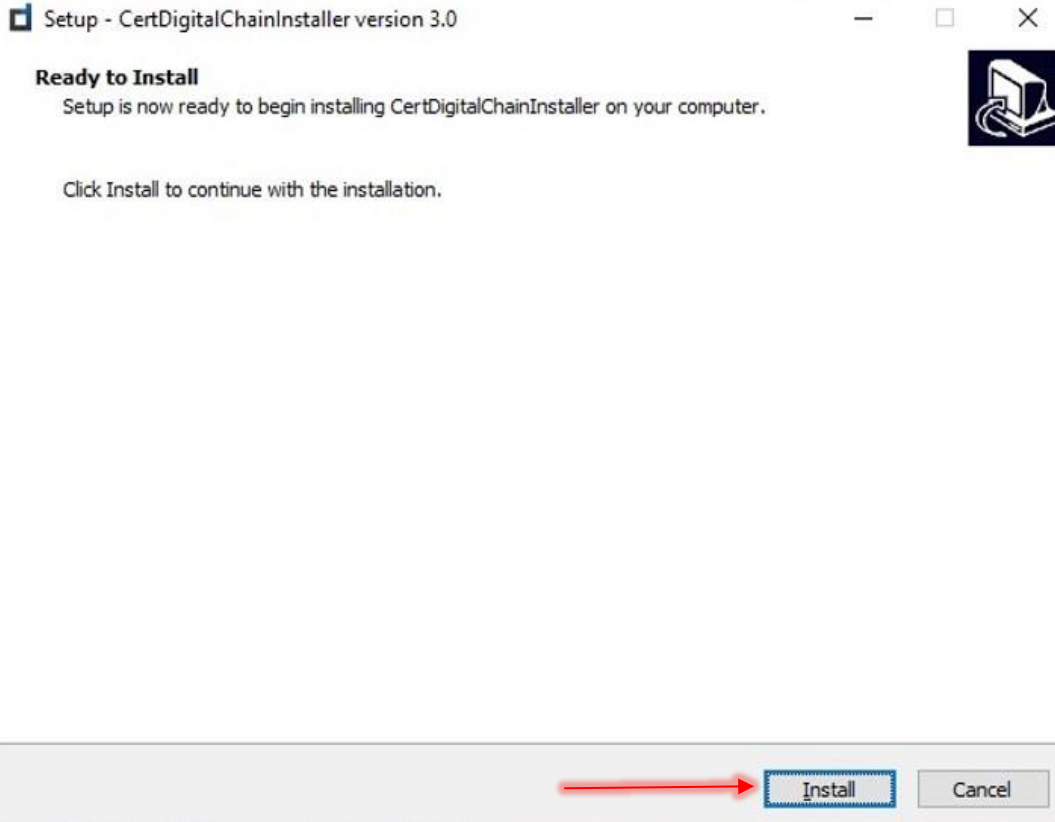 Setup - CertDigitalChainInstaller version 3.0
Ready to Install
Setup is now ready to begin installing CertDigitalChainInstaller on your computer.
Click Install to continue with the installation.
Install
Cancel